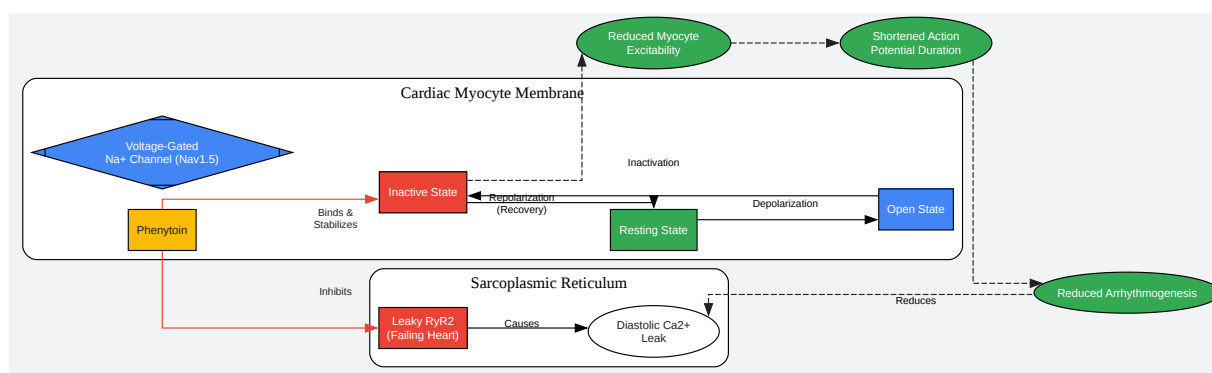 Reduced Myocyte
Excitability
Shortened Action
Potential Duration
Cardiac Myocyte Membrane
Voltage-Gated
Na+ Channel (Nav1.5)
Inactivation
Inactive State
Repolarization
(Recovery)
Depolarization
Open State
Binds &
Stabilizes
Phenytoin
Resting State
Sarcoplasmic Reticulum
Inhibits
Reduced Arrhythmogenesis
Reduces
Leaky RyR2
(Failing Heart)
Causes
Diastolic Ca2+
Leak